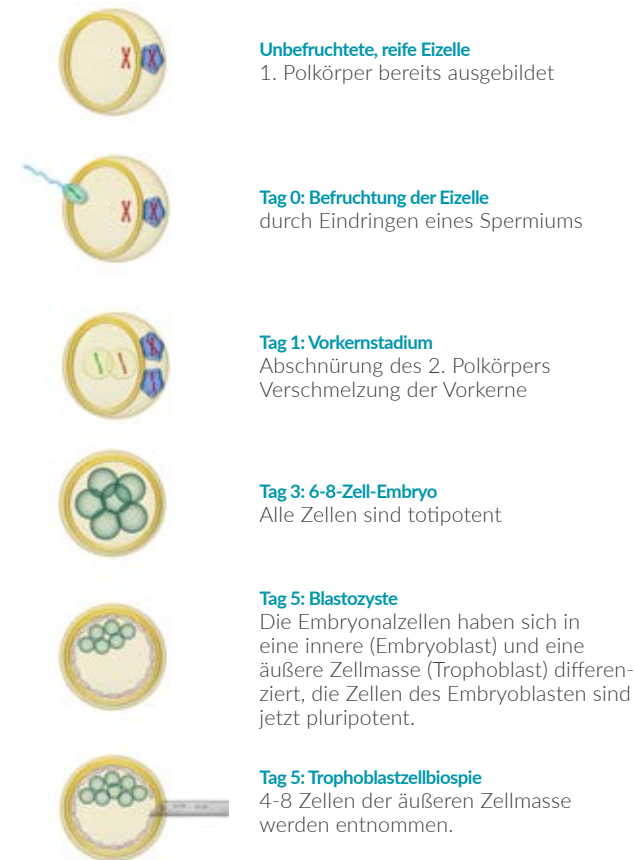 Unbefruchtete, reife Eizelle
1. Polkörper bereits ausgebildet
Tag 0: Befruchtung der Eizelle
durch Eindringen eines Spermiums
Tag 1: Vorkernstadium
Abschnürung des 2. Polkörpers
Verschmelzung der Vorkerne
Tag 3: 6-8-Zell-Embryo
Alle Zellen sind totipotent
Tag 5: Blastozyste
Die Embryonalzellen haben sich in
eine innere (Embryoblast) und eine
äußere Zellmasse (Trophoblast) differen-
ziert, die Zellen des Embryoblasten sind
jetzt pluripotent.
Tag 5: Trophoblastzellbiospie
4-8 Zellen der äußeren Zellmasse
werden entnommen.